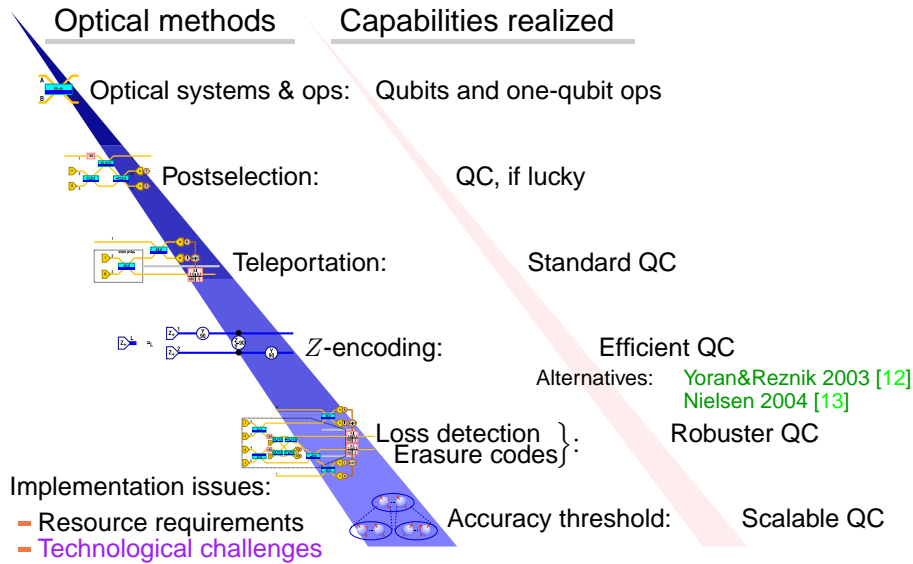 Optical methods Capabilities realized
A
B
Optical systems & ops: Qubits and one-qubit ops
Postselection: QC, if lucky
Teleportation: Standard QC
Z-encoding: Efficient QC
Alternatives: Yoran&Reznik 2003 [12]
Nielsen 2004 [13]
Loss detection
Erasure codes}: Robuster QC
Implementation issues:
– Resource requirements
– Technological challenges
Accuracy threshold: Scalable QC